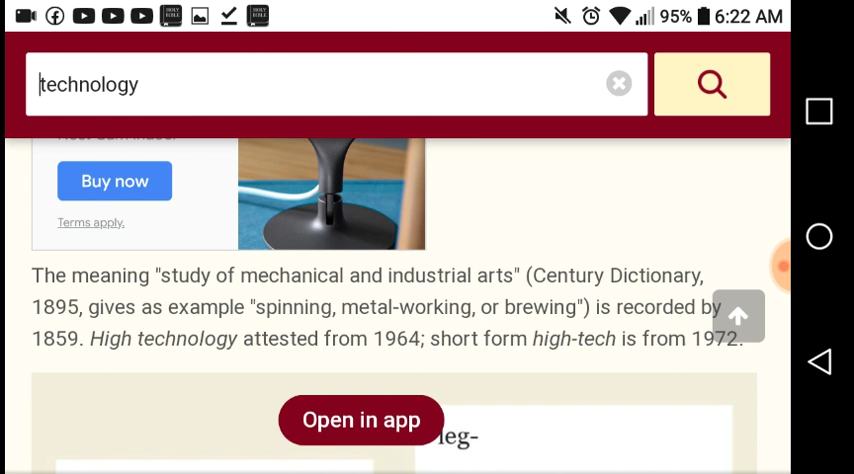 95% 6:22 AM
technology
Buy now
Terms apply.
The meaning "study of mechanical and industrial arts" (Century Dictionary,
1895, gives as example "spinning, metal-working, or brewing") is recorded by
1859. High technology attested from 1964; short form high-tech is from 1972.
Open in app
leg-